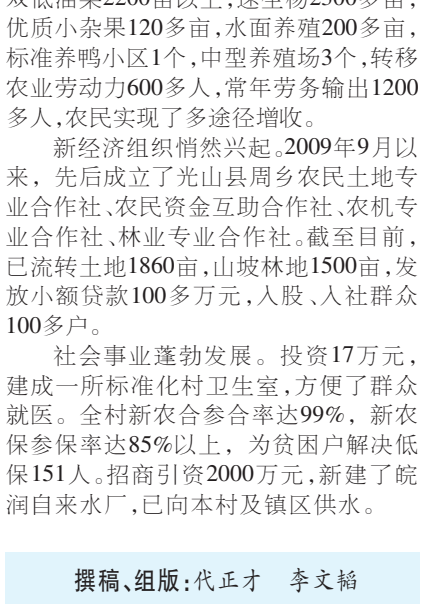 优质小杂果120多亩,水面养殖200多亩,
标准养鸭小区1个,中型养殖场3个,转移
农业劳动力600多人,常年劳务输出1200
多人,农民实现了多途径增收。
新经济组织悄然兴起。2009年9月以
来，先后成立了光山县周乡农民土地专
业合作社、农民资金互助合作社、农机专
业合作社、林业专业合作社。截至目前，
已流转土地1860亩,山坡林地1500亩,发
放小额贷款100多万元,入股、入社群众
100多户。
社会事业蓬勃发展。投资17万元，
建成一所标准化村卫生室,方便了群众
就医。全村新农合参合率达99%，新农
保参保率达85%以上，为贫困户解决低
保151人。招商引资2000万元,新建了皖
润自来水厂,已向本村及镇区供水。
撰稿、组版:代正才 李文韬